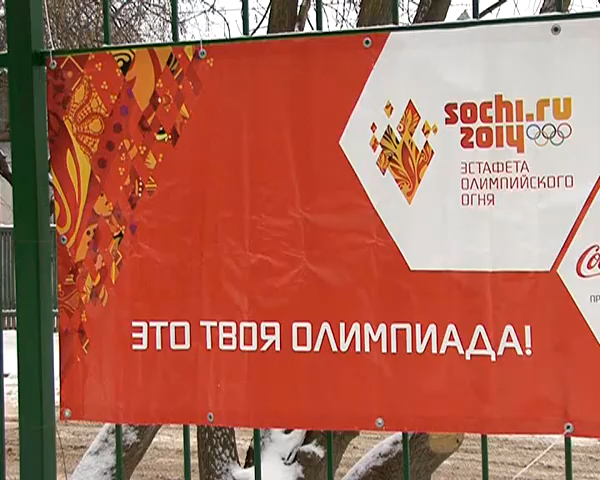 sochi.ru
2014
ЭСТАФЕТА
ОЛИМПИЙСКОГО
ОГНЯ
ЭТО ТВОЯ ОЛИМПИАДА!